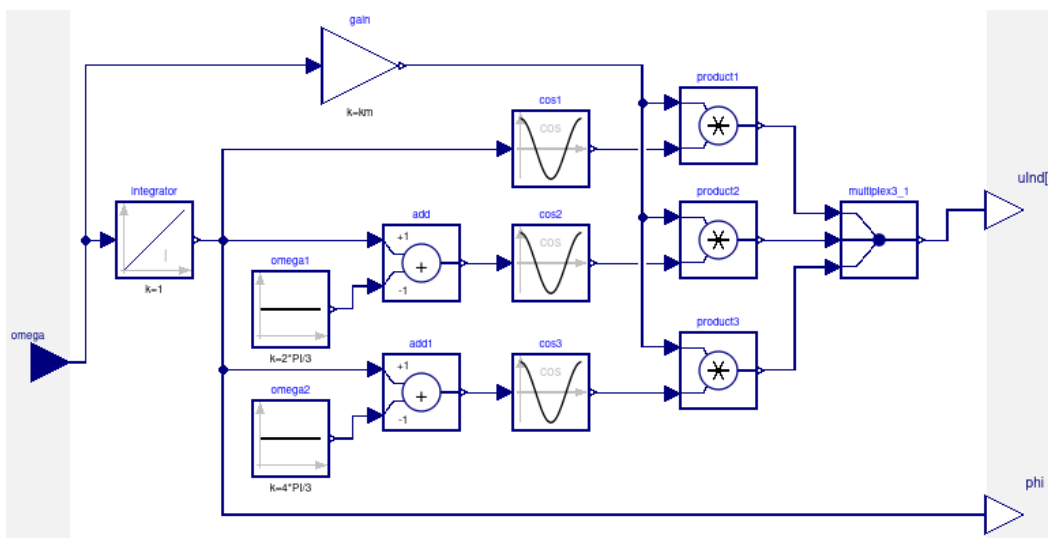 gain
k=km
product1
cos1
COS
uInd[
integrator
I
k=1
product2
multiplex3_1
add
+1
+
-1
cos2
COS
omega1
k=2*PI/3
omega
product3
add1
+1
+
-1
cos3
COS
omega2
k=4*PI/3
phi